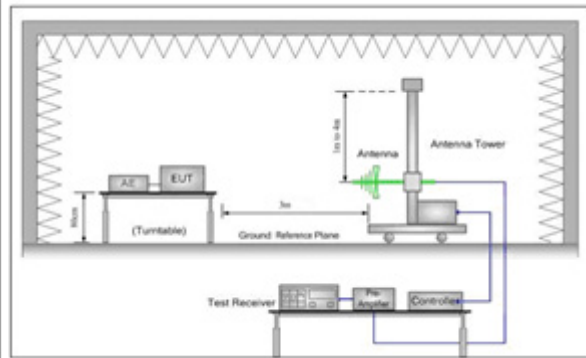 1m to 4m
Antenna
Antenna Tower
AE
EUT
80cm
3m
(Turntable)
Ground Reference Plane
Test Receiver
Pre-
Amplifier
Controller